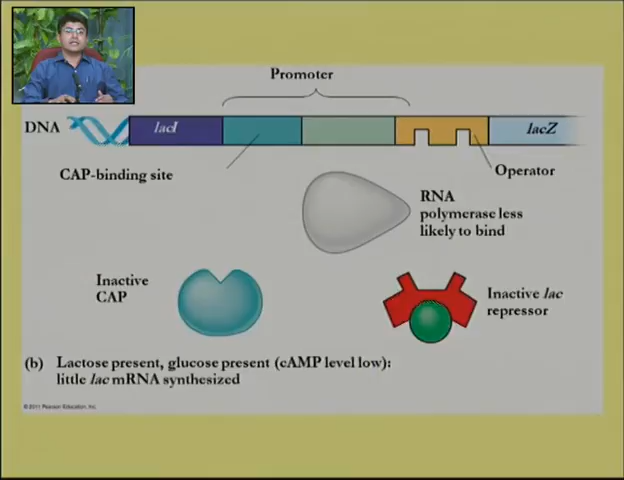 Promoter
DNA
lacI
lacZ
CAP-binding site
Operator
RNA
polymerase less
likely to bind
Inactive
CAP
Inactive lac
repressor
(b) Lactose present, glucose present (cAMP level low):
little lac mRNA synthesized
© 2011 Pearson Education, Inc.